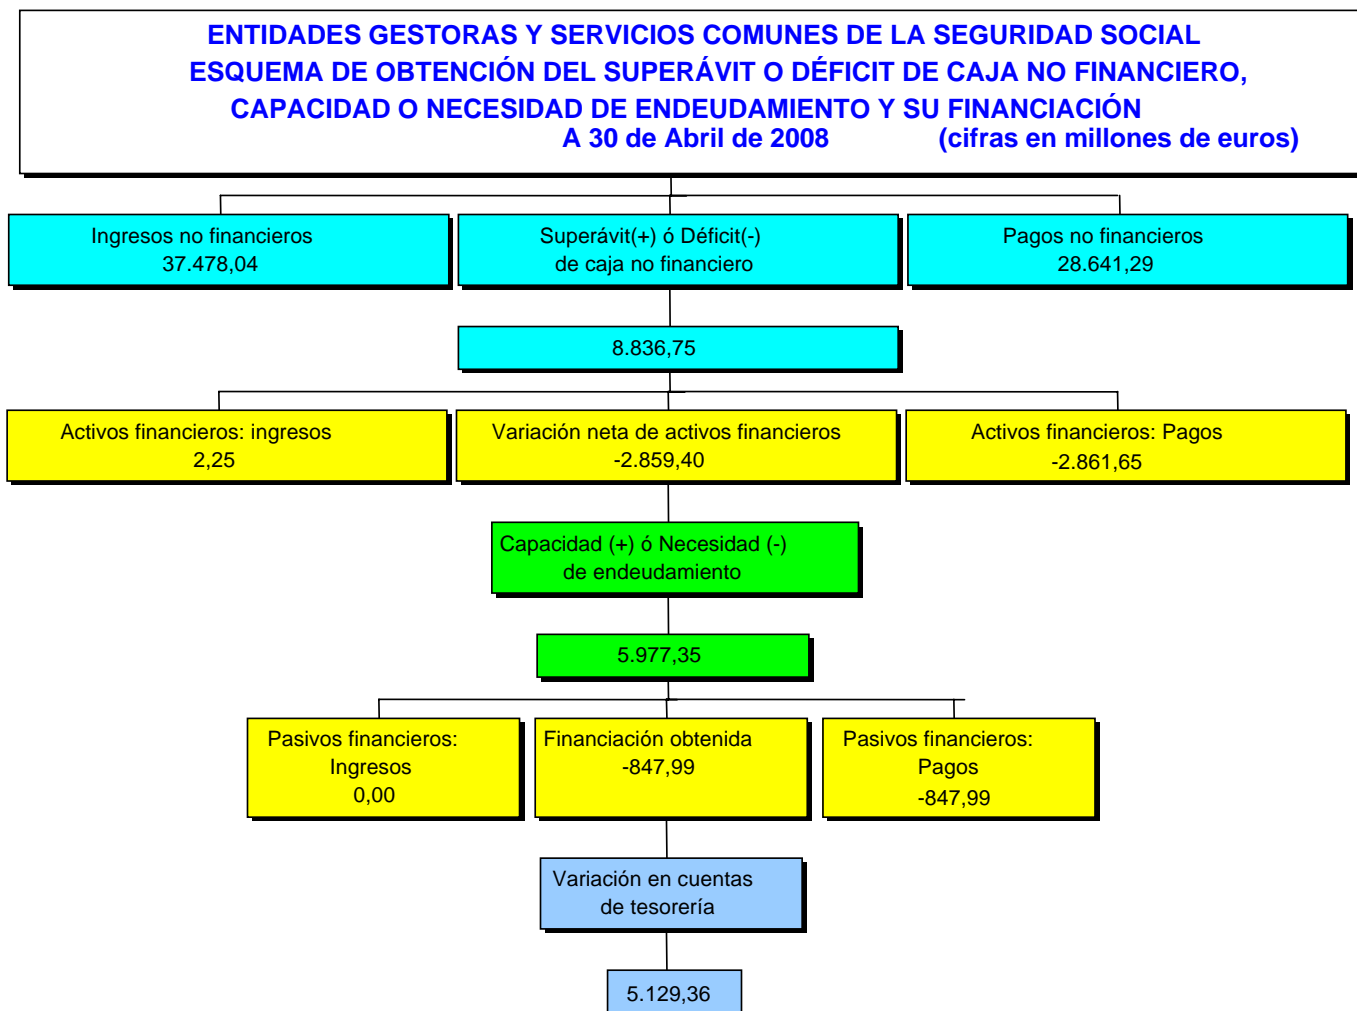 ENTIDADES GESTORAS Y SERVICIOS COMUNES DE LA SEGURIDAD SOCIAL
ESQUEMA DE OBTENCIÓN DEL SUPERÁVIT O DÉFICIT DE CAJA NO FINANCIERO,
CAPACIDAD O NECESIDAD DE ENDEUDAMIENTO Y SU FINANCIACIÓN
A 30 de Abril de 2008 (cifras en millones de euros)
Ingresos no financieros
37.478,04
Superávit(+) ó Déficit(-)
de caja no financiero
Pagos no financieros
28.641,29
8.836,75
Activos financieros: ingresos
2,25
Variación neta de activos financieros
-2.859,40
Activos financieros: Pagos
-2.861,65
Capacidad (+) ó Necesidad (-)
de endeudamiento
5.977,35
Pasivos financieros:
Ingresos
0,00
Financiación obtenida
-847,99
Pasivos financieros:
Pagos
-847,99
Variación en cuentas
de tesorería
5.129,36